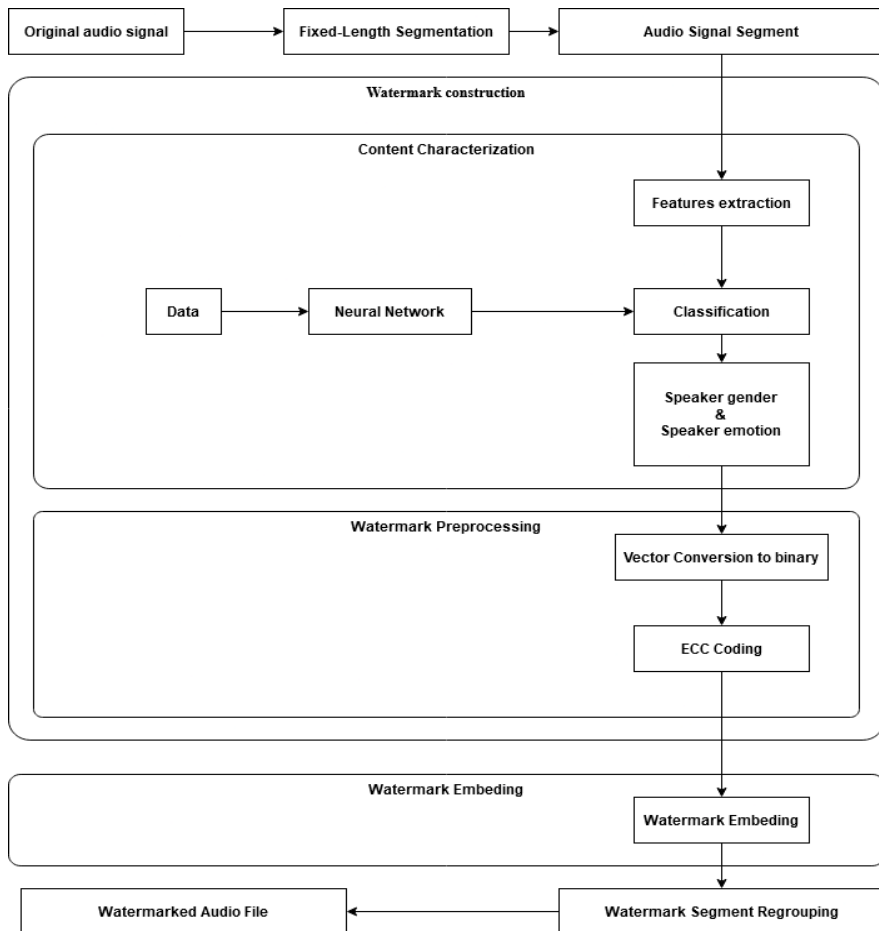 Original audio signal
Fixed-Length Segmentation
Audio Signal Segment
Watermark construction
Content Characterization
Features extraction
Data
Neural Network
Classification
Speaker gender
&
Speaker emotion
Watermark Preprocessing
Vector Conversion to binary
ECC Coding
Watermark Embeding
Watermark Embeding
Watermarked Audio File
Watermark Segment Regrouping